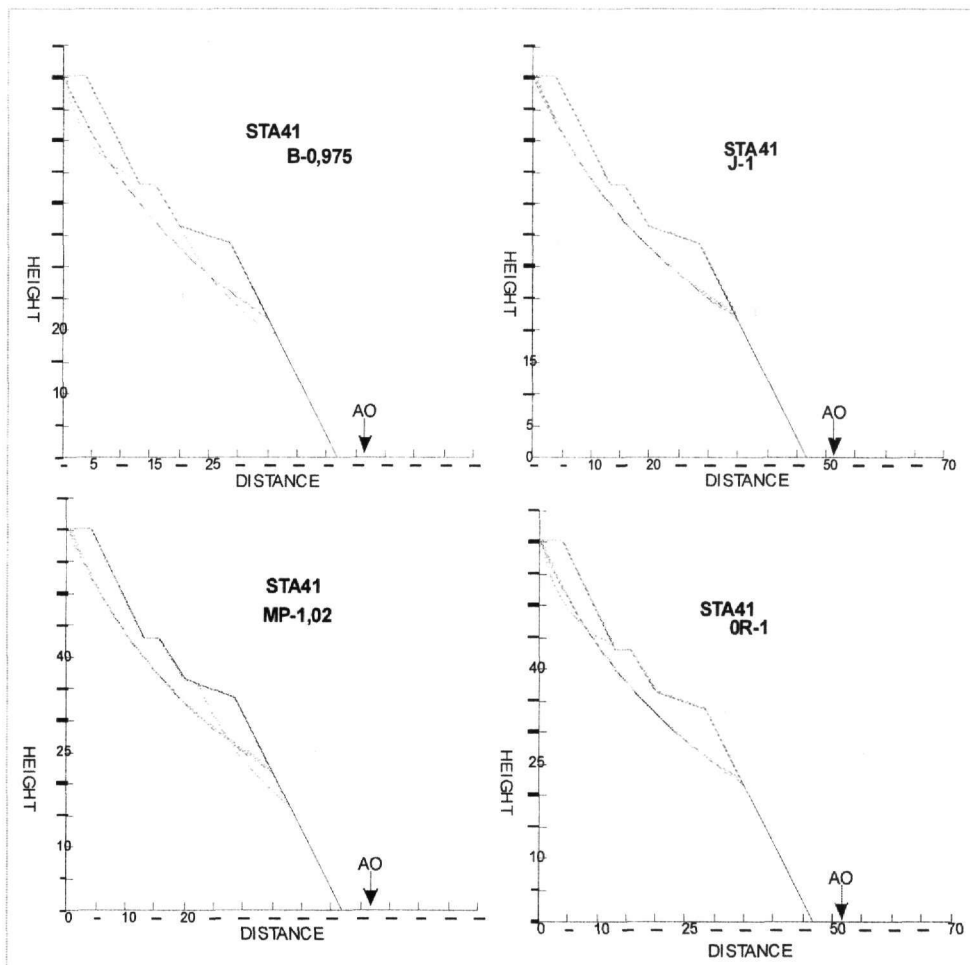 STA41
B-0,975
HEIGHT
20
10
AO
5 15 25
DISTANCE
STA41
J-1
HEIGHT
15
5
0
AO
10 20 50 70
DISTANCE
STA41
MP-1,02
HEIGHT
40
25
10
AO
0 10 20
DISTANCE
STA41
0R-1
HEIGHT
40
25
10
AO
0 10 25 50 70
DISTANCE